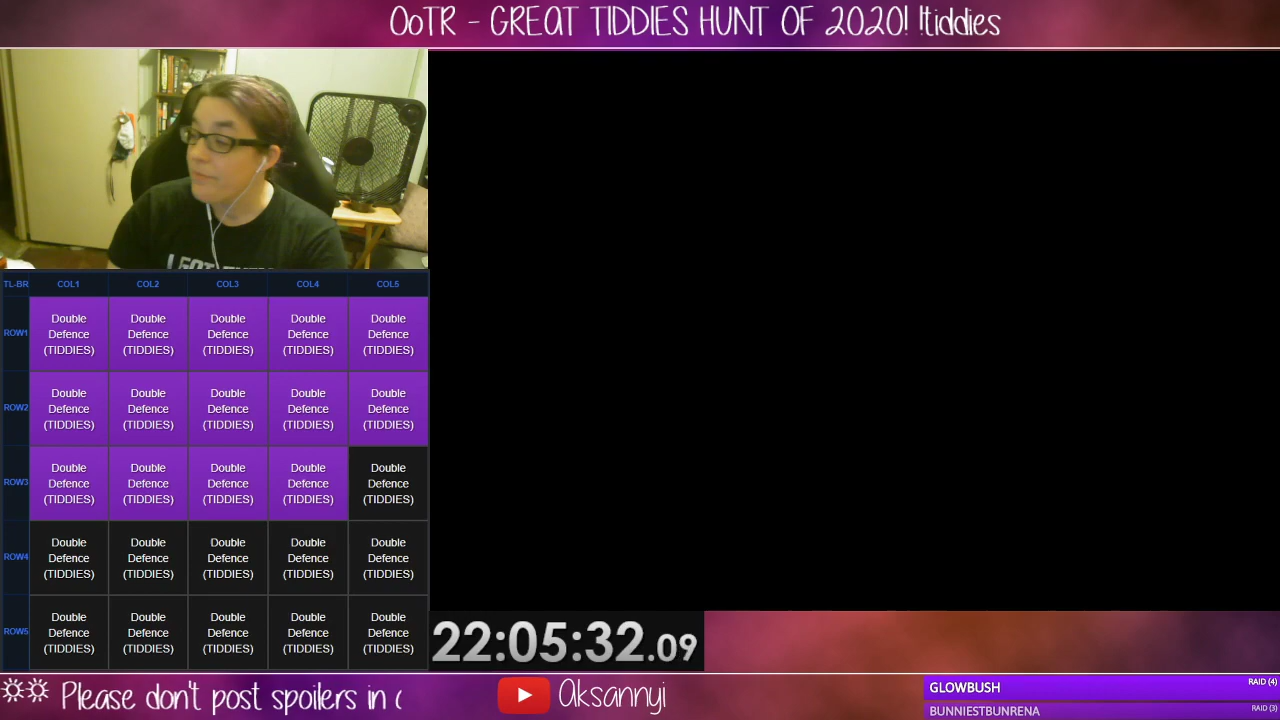 OoTR - GREAT TIDDIES HUNT OF 2020! !tiddies
TL-BR COL1 COL2 COL3 COL4 COL5
ROW1
Double Double Double Double Double
Defence Defence Defence Defence Defence
(TIDDIES) (TIDDIES) (TIDDIES) (TIDDIES) (TIDDIES)
ROW2
Double Double Double Double Double
Defence Defence Defence Defence Defence
(TIDDIES) (TIDDIES) (TIDDIES) (TIDDIES) (TIDDIES)
ROW3
Double Double Double Double Double
Defence Defence Defence Defence Defence
(TIDDIES) (TIDDIES) (TIDDIES) (TIDDIES) (TIDDIES)
ROW4
Double Double Double Double Double
Defence Defence Defence Defence Defence
(TIDDIES) (TIDDIES) (TIDDIES) (TIDDIES) (TIDDIES)
ROW5
Double Double Double Double Double
Defence Defence Defence Defence Defence
(TIDDIES) (TIDDIES) (TIDDIES) (TIDDIES) (TIDDIES)
22:05:32.09
Please don't post spoilers in
Aksannyi
GLOWBUSH RAID (4)
BUNNIESTBUNRENA RAID (3)